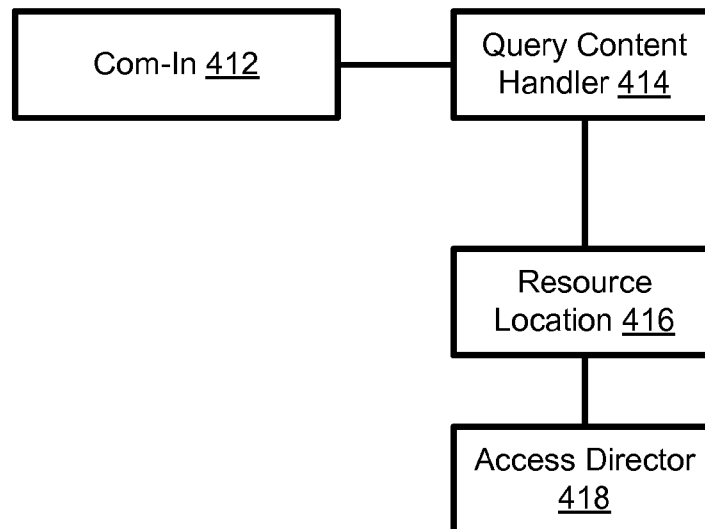 Com-In 412
Query Content
Handler 414
Resource
Location 416
Access Director
418